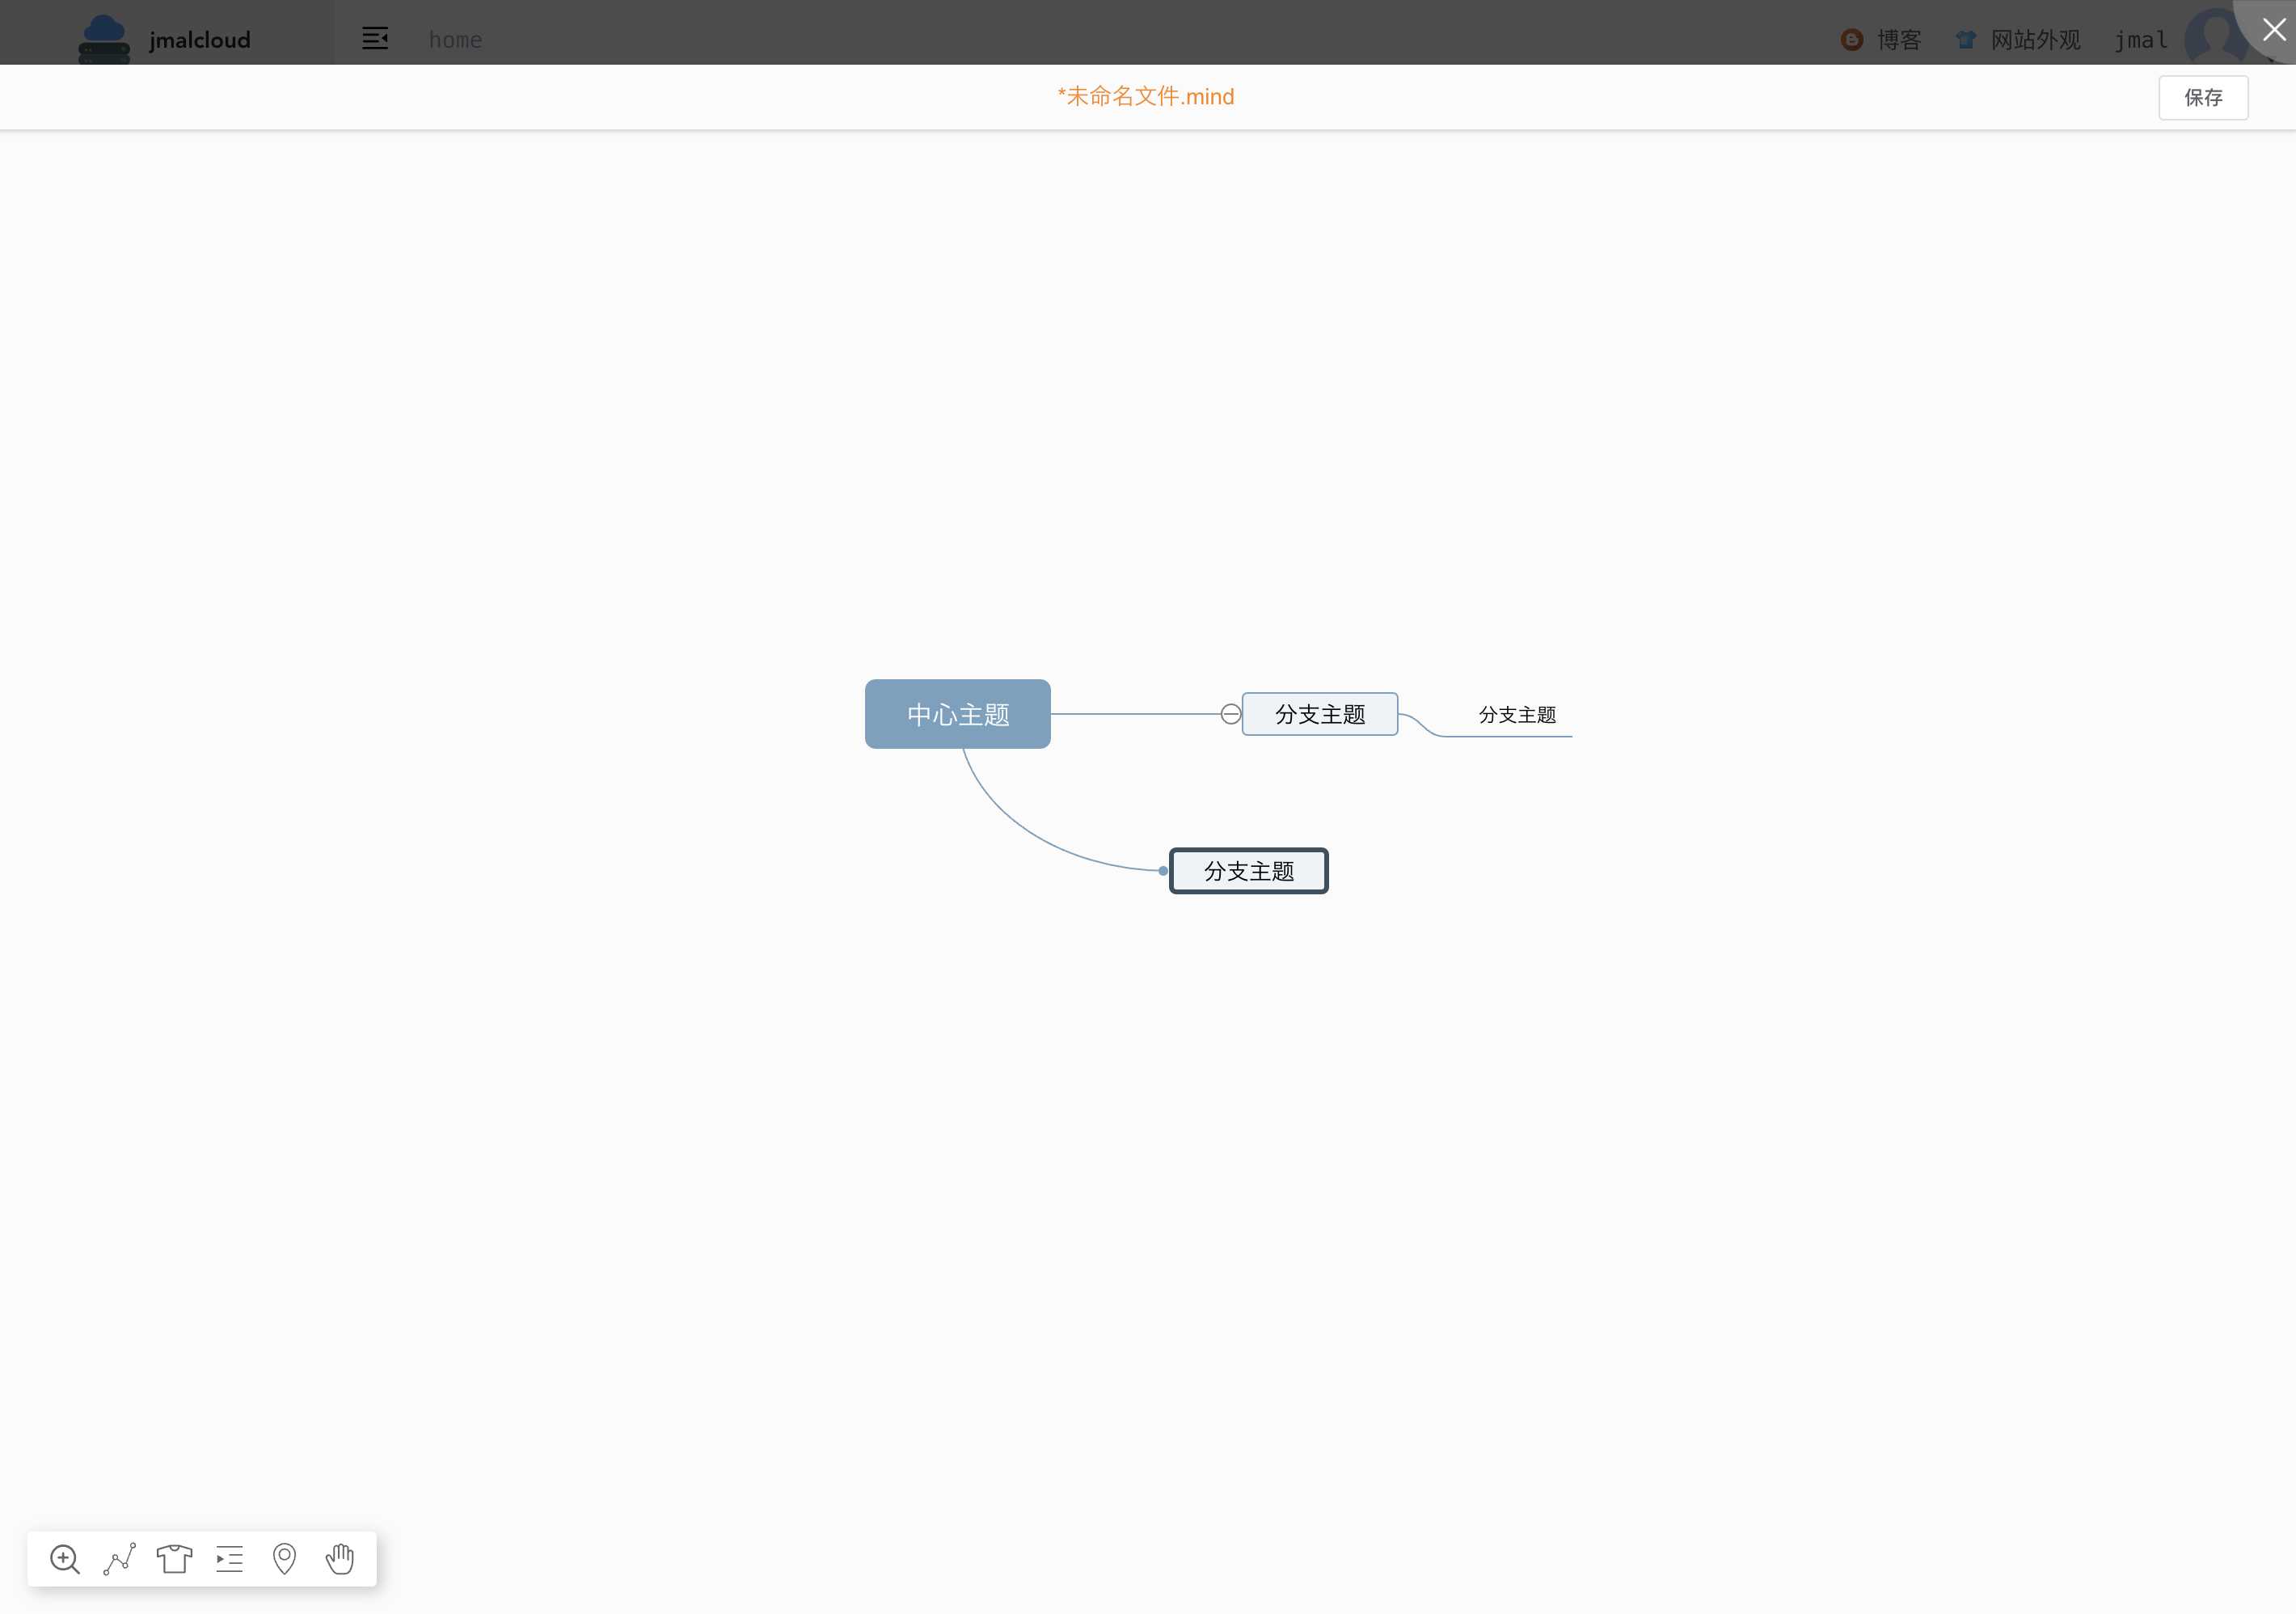 jmalcloud
home
博客
网站外观
jmal
*未命名文件.mind
保存
中心主题
分支主题
分支主题
分支主题